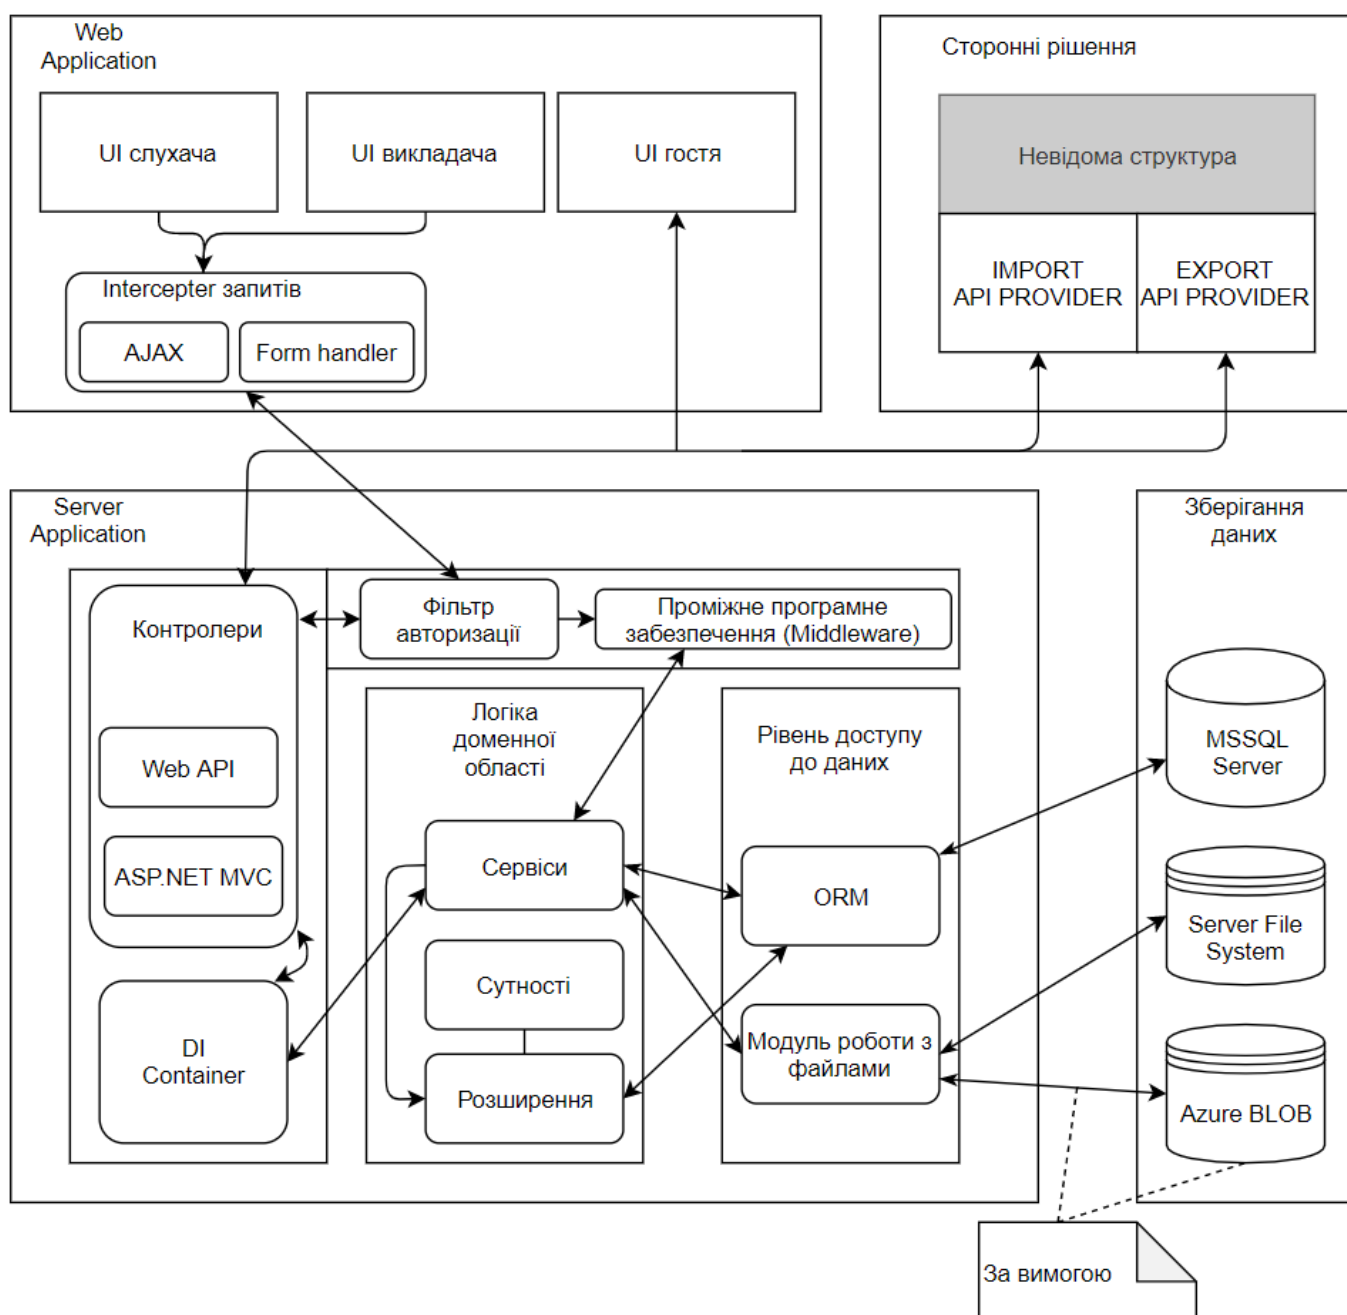 Web
Application
UI слухача
UI викладача
UI гостя
Intercepter запитів
AJAX
Form handler
Сторонні рішення
Невідома структура
IMPORT
API PROVIDER
EXPORT
API PROVIDER
Server
Application
Контролери
Web API
ASP.NET MVC
DI
Container
Фільтр
авторизації
Проміжне програмне
забезпечення (Middleware)
Логіка
доменної
області
Сервіси
Сутності
Розширення
Рівень доступу
до даних
ORM
Модуль роботи з
файлами
Зберігання
даних
MSSQL
Server
Server File
System
Azure BLOB
За вимогою